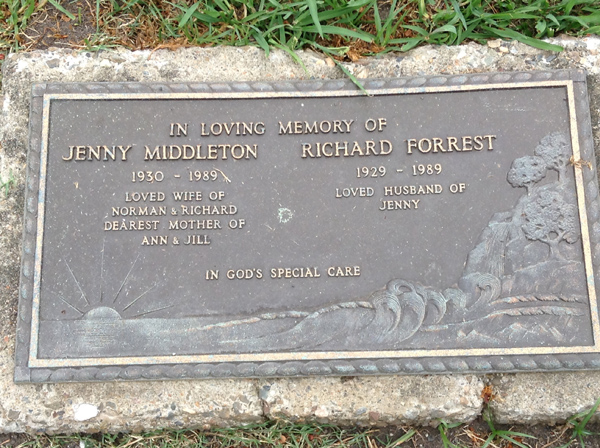 IN LOVING MEMORY OF
JENNY MIDDLETON
1930 - 1989
LOVED WIFE OF
NORMAN & RICHARD
DEAREST MOTHER OF
ANN & JILL
RICHARD FORREST
1929 - 1989
LOVED HUSBAND OF
JENNY
IN GOD'S SPECIAL CARE